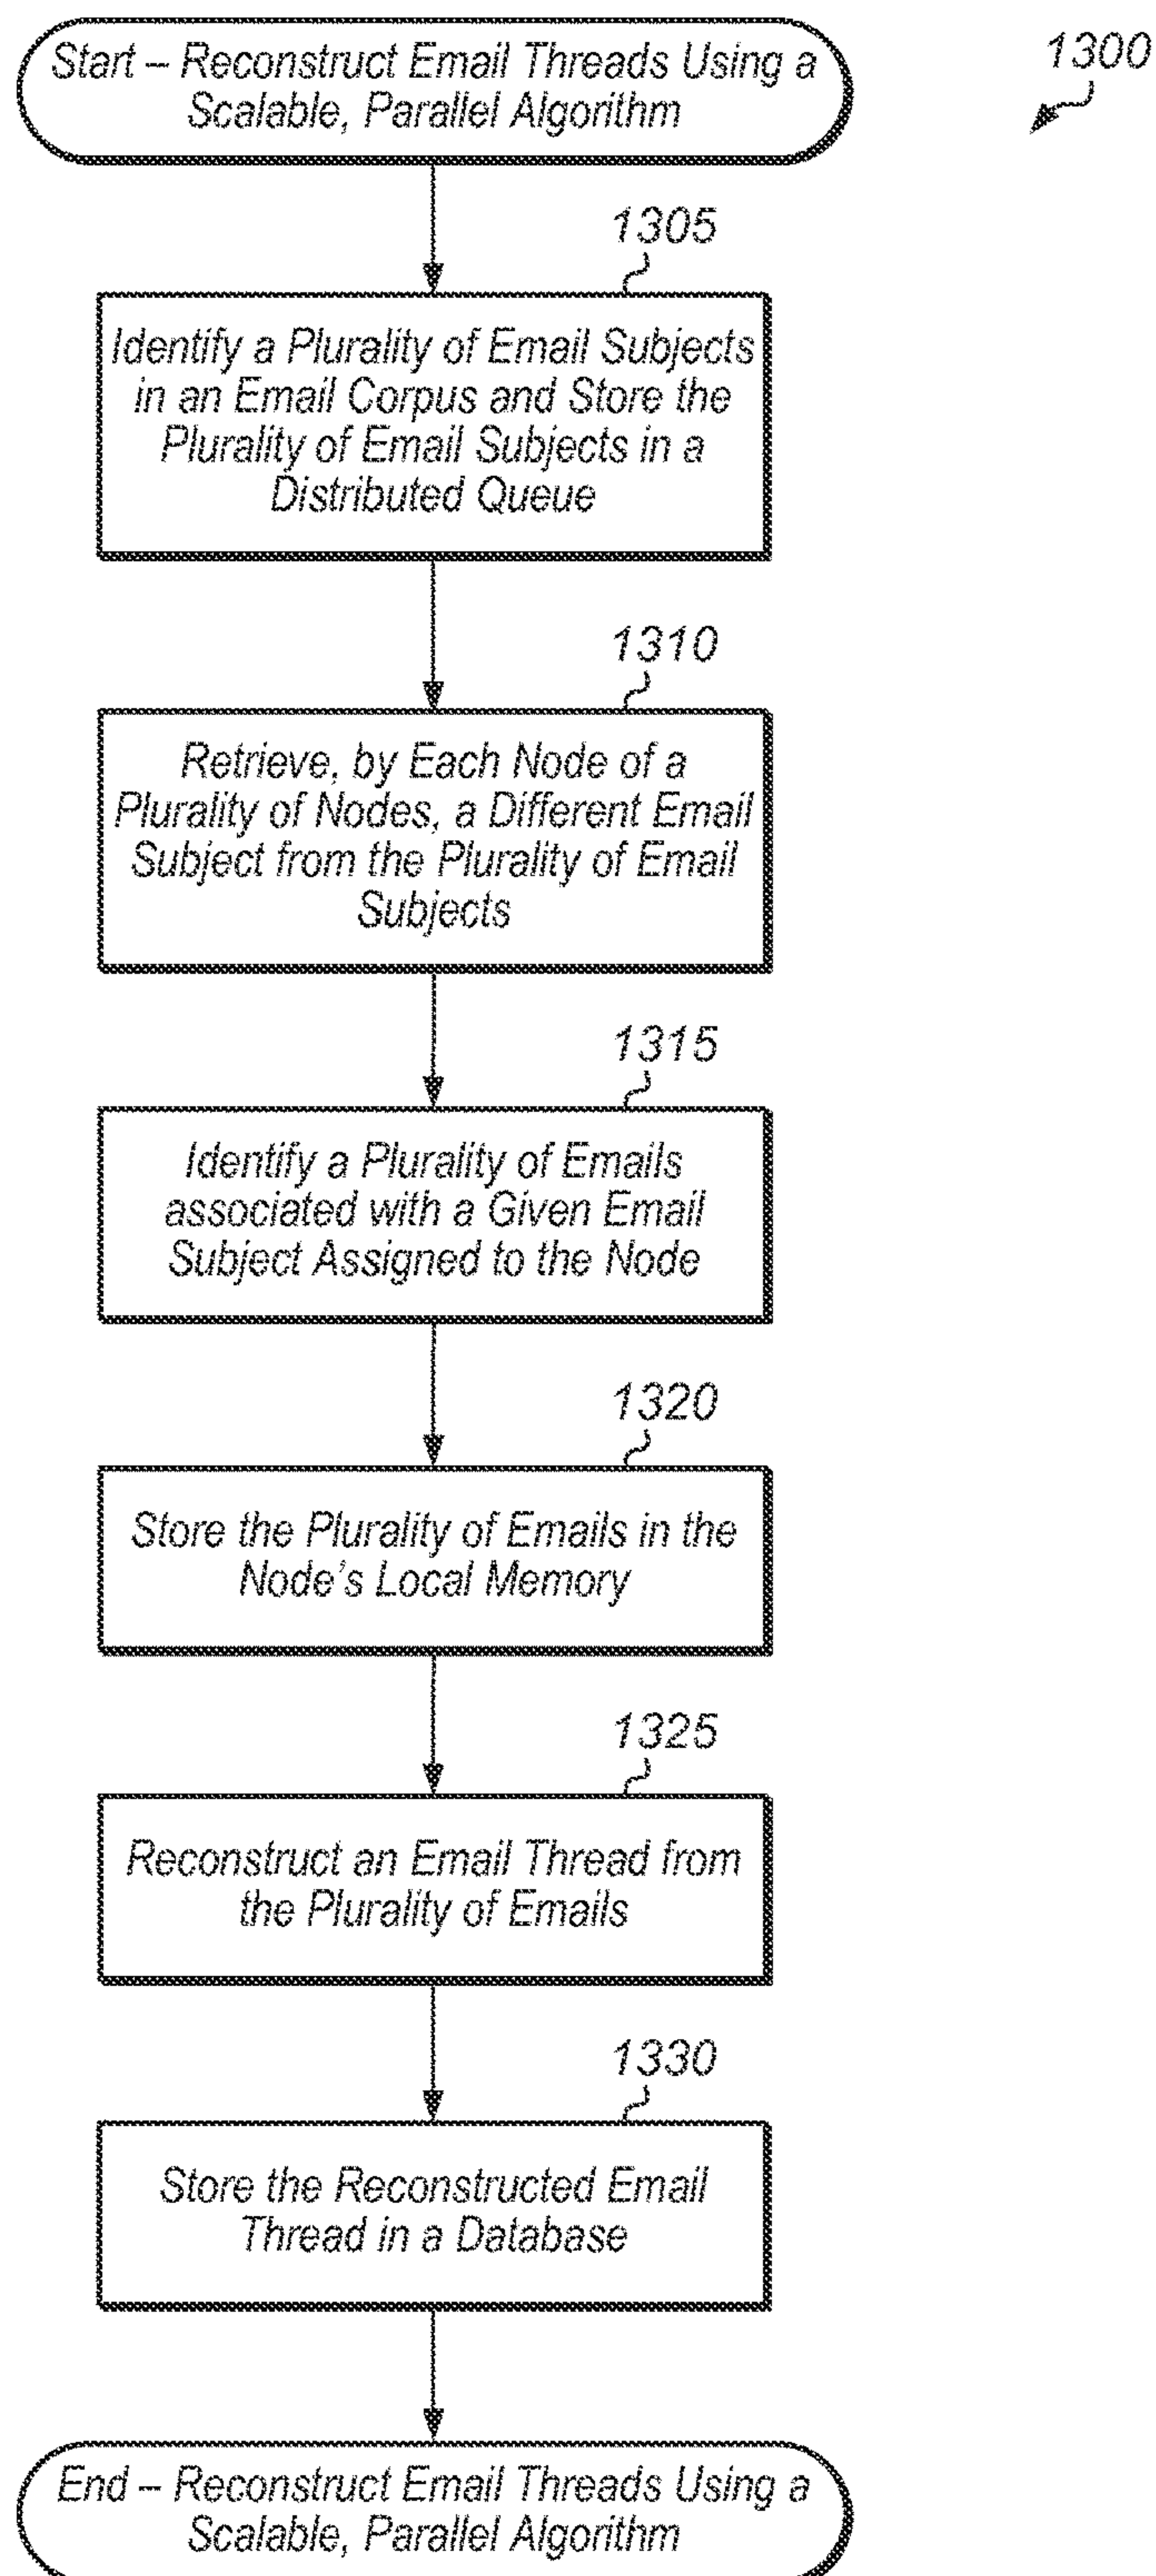 Start – Reconstruct Email Threads Using a
Scalable, Parallel Algorithm
1300
1305
Identify a Plurality of Email Subjects
in an Email Corpus and Store the
Plurality of Email Subjects in a
Distributed Queue
1310
Retrieve, by Each Node of a
Plurality of Nodes, a Different Email
Subject from the Plurality of Email
Subjects
1315
Identify a Plurality of Emails
associated with a Given Email
Subject Assigned to the Node
1320
Store the Plurality of Emails in the
Node's Local Memory
1325
Reconstruct an Email Thread from
the Plurality of Emails
1330
Store the Reconstructed Email
Thread in a Database
End – Reconstruct Email Threads Using a
Scalable, Parallel Algorithm